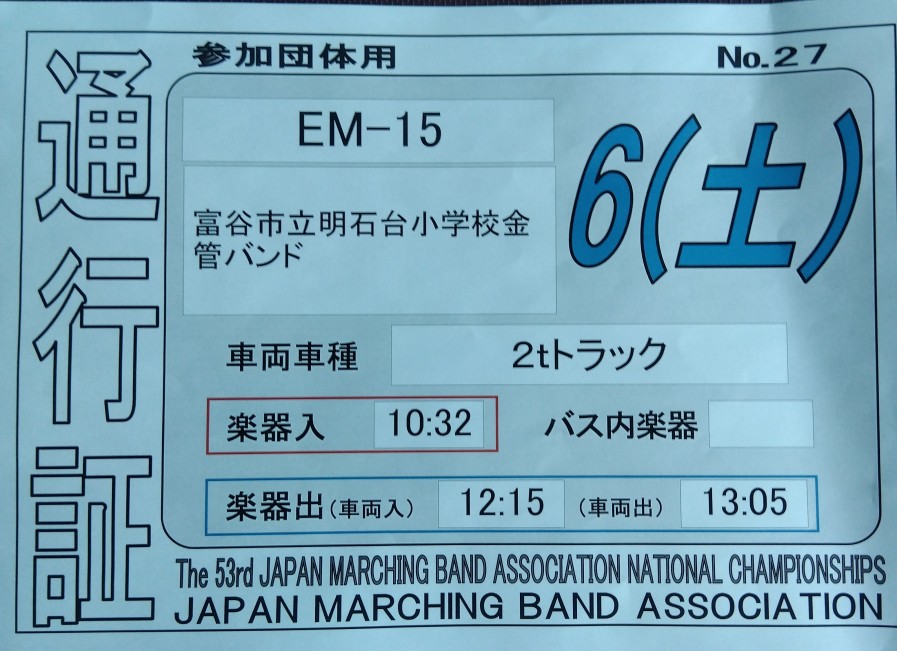 通行証
参加団体用 No.27
EM-15
6(土)
富谷市立明石台小学校金
管バンド
車両車種 2tトラック
楽器入 10:32 バス内楽器
楽器出(車両入) 12:15 (車両出) 13:05
The 53rd JAPAN MARCHING BAND ASSOCIATION NATIONAL CHAMPIONSHIPS
JAPAN MARCHING BAND ASSOCIATION